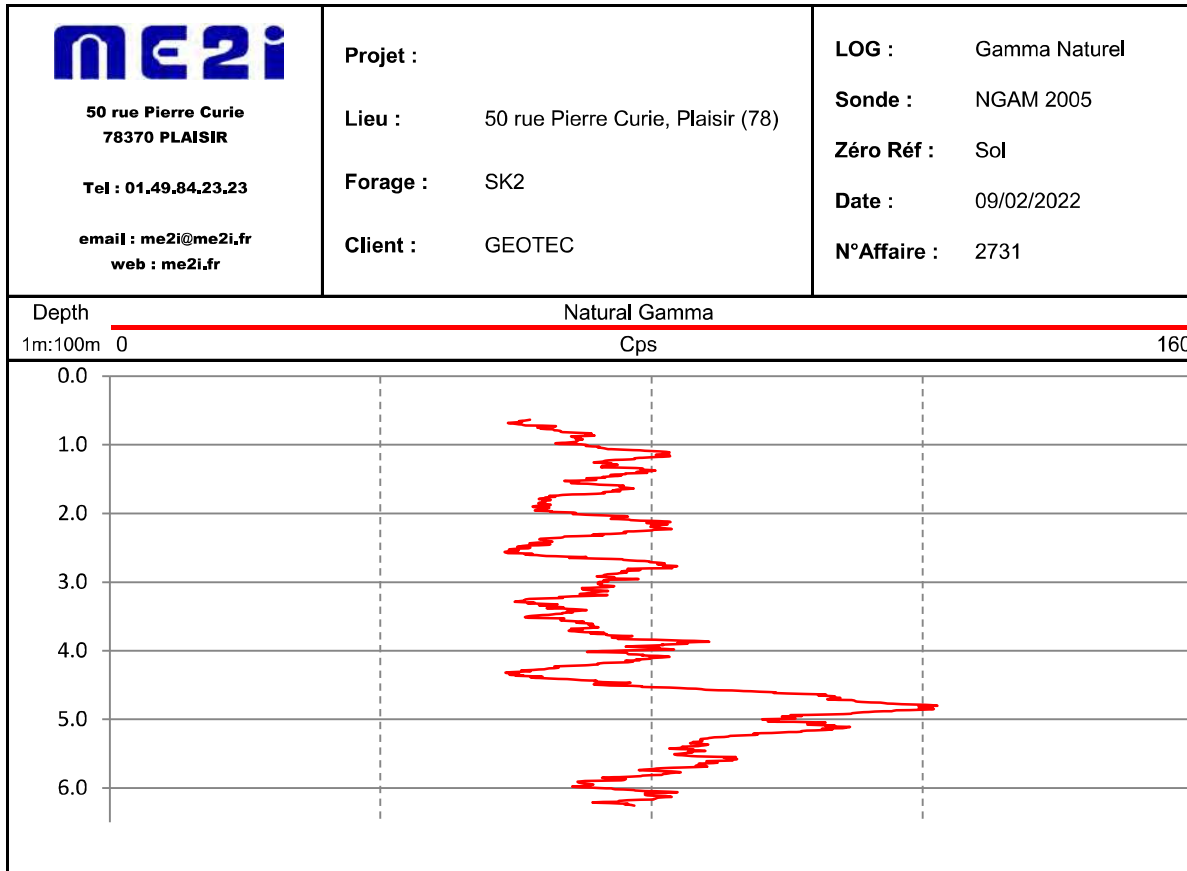 me2i
50 rue Pierre Curie
78370 PLAISIR
Tel : 01.49.84.23.23
email : me2i@me2i.fr
web : me2i.fr
Projet :
Lieu : 50 rue Pierre Curie, Plaisir (78)
Forage : SK2
Client : GEOTEC
LOG : Gamma Naturel
Sonde : NGAM 2005
Zéro Réf : Sol
Date : 09/02/2022
N°Affaire : 2731
Depth Natural Gamma
1m:100m 0 Cps 160
0.0
1.0
2.0
3.0
4.0
5.0
6.0